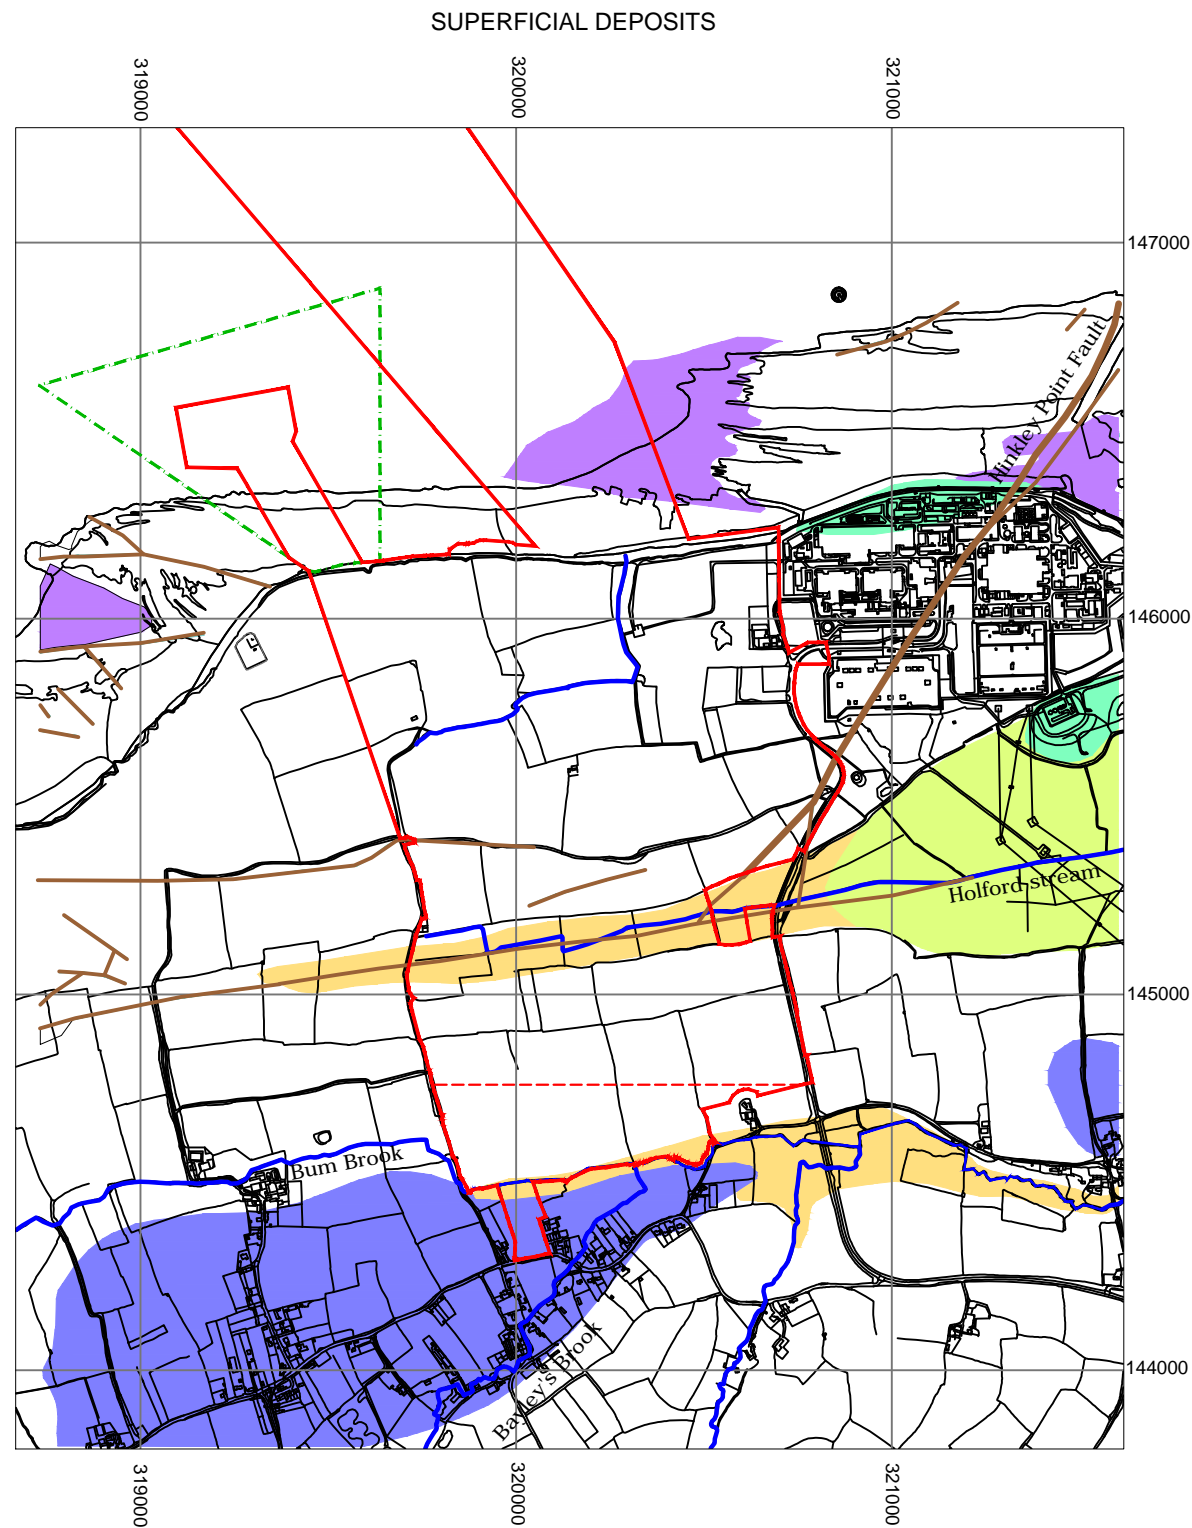 SUPERFICIAL DEPOSITS
319000
320000
321000
147000
Hinkley Point Fault
146000
Holford stream
145000
Bum Brook
Bayley's Brook
144000
319000
320000
321000